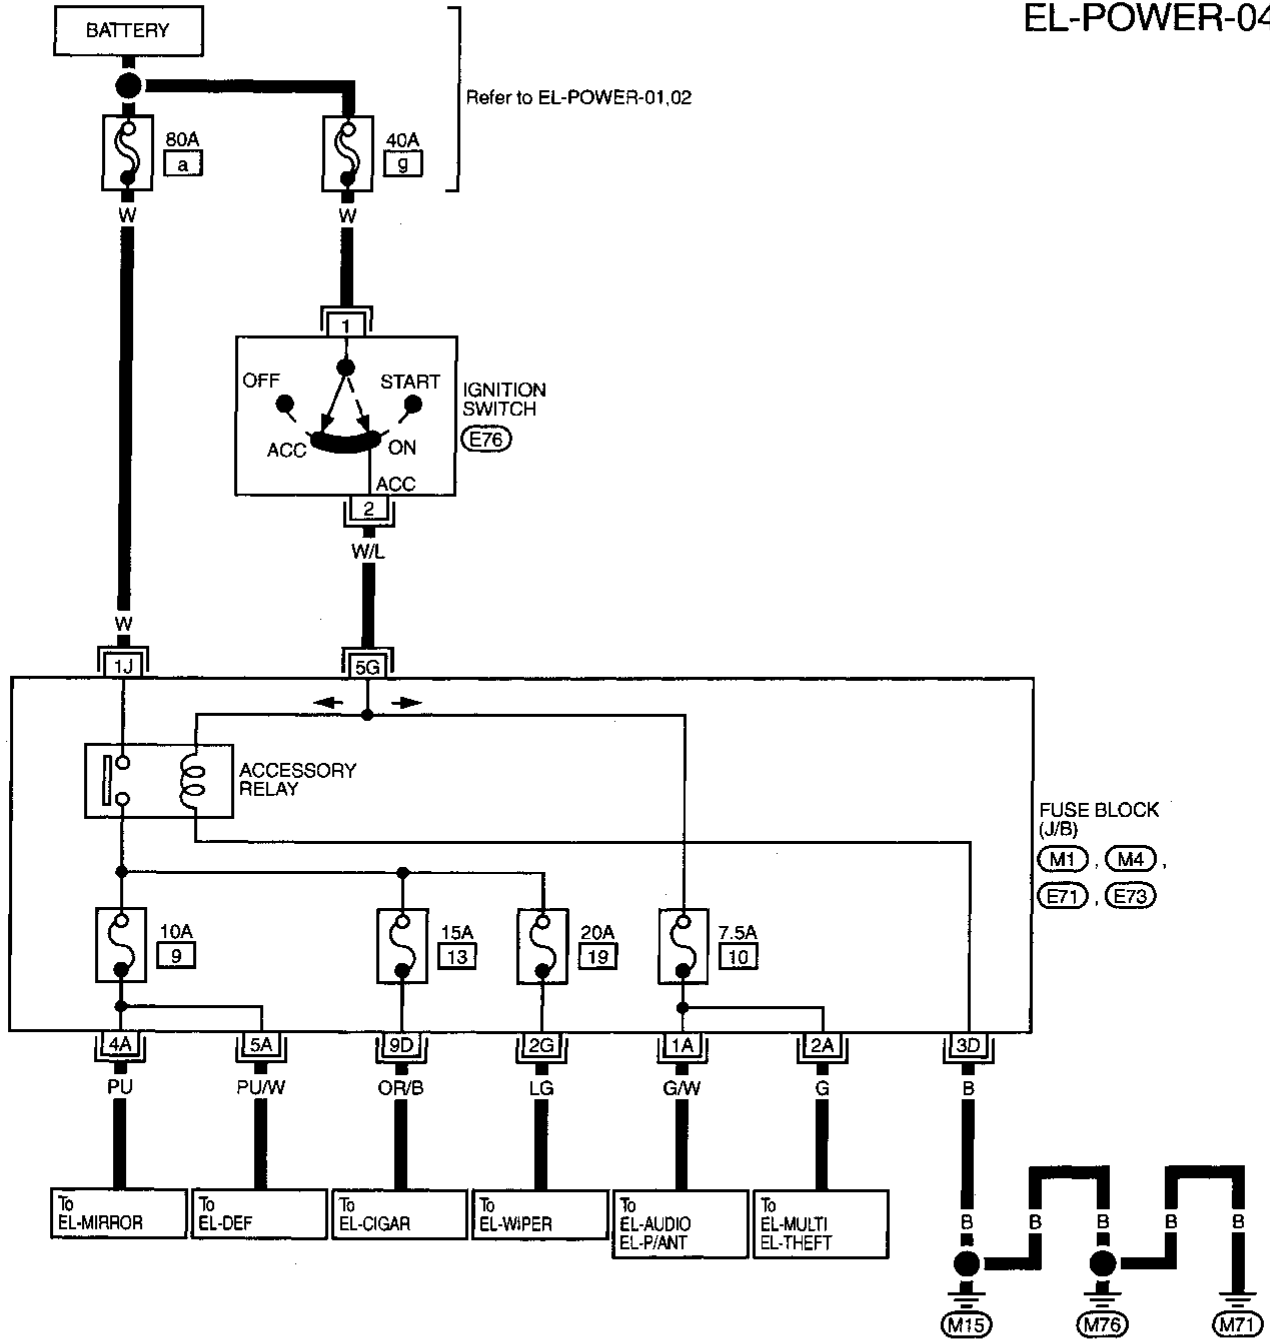 EL-POWER-04
BATTERY
Refer to EL-POWER-01,02
80A
a
40A
g
W
W
1
OFF
START
IGNITION
SWITCH
E76
ACC
ON
ACC
2
W/L
W
1J
5G
ACCESSORY
RELAY
FUSE BLOCK
(J/B)
M1 , M4 ,
E71 , E73
10A
9
15A
13
20A
19
7.5A
10
4A
5A
9D
2G
1A
2A
3D
PU
PU/W
OR/B
LG
G/W
G
B
To
EL-MIRROR
To
EL-DEF
To
EL-CIGAR
To
EL-WIPER
To
EL-AUDIO
EL-P/ANT
To
EL-MULTI
EL-THEFT
B
B
B
B
B
M15
M76
M71